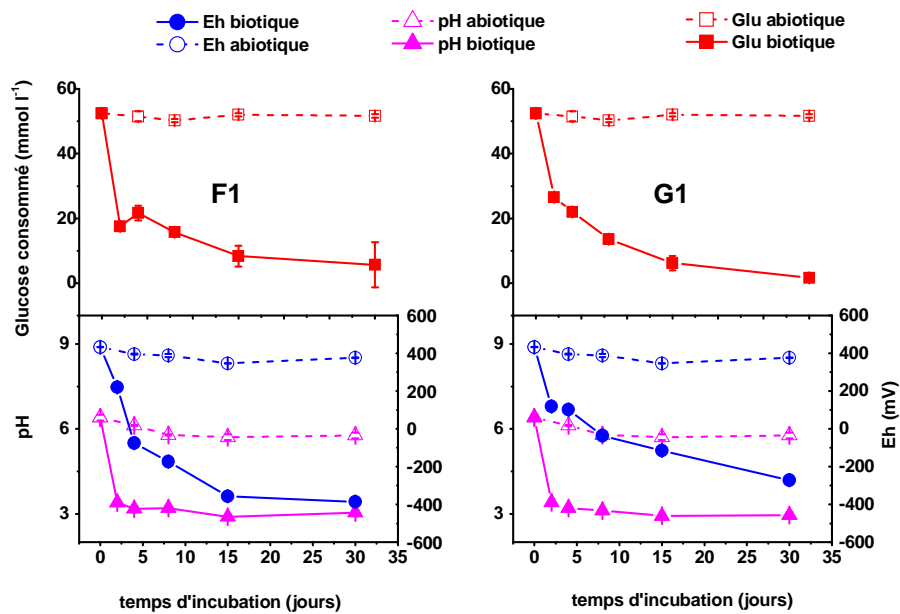 Eh biotique
pH abiotique
Glu abiotique
Eh abiotique
pH biotique
Glu biotique
Glucose consommé (mmol l⁻¹)
60
40
20
0
F1
60
40
20
0
G1
pH
9
6
3
600
400
200
0
-200
-400
-600
9
6
3
600
400
200
0
-200
-400
-600
Eh (mV)
0 5 10 15 20 25 30 35
0 5 10 15 20 25 30 35
temps d'incubation (jours)
temps d'incubation (jours)